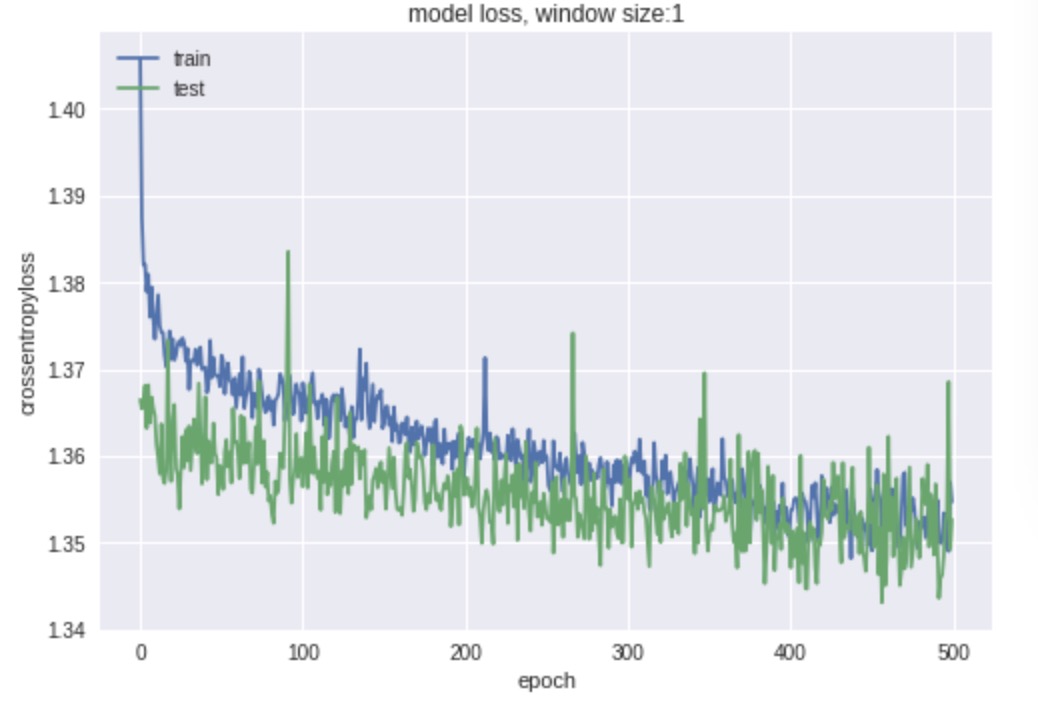 model loss, window size:1
train
test
1.40
1.39
1.38
1.37
1.36
1.35
1.34
crossentropyloss
0 100 200 300 400 500
epoch